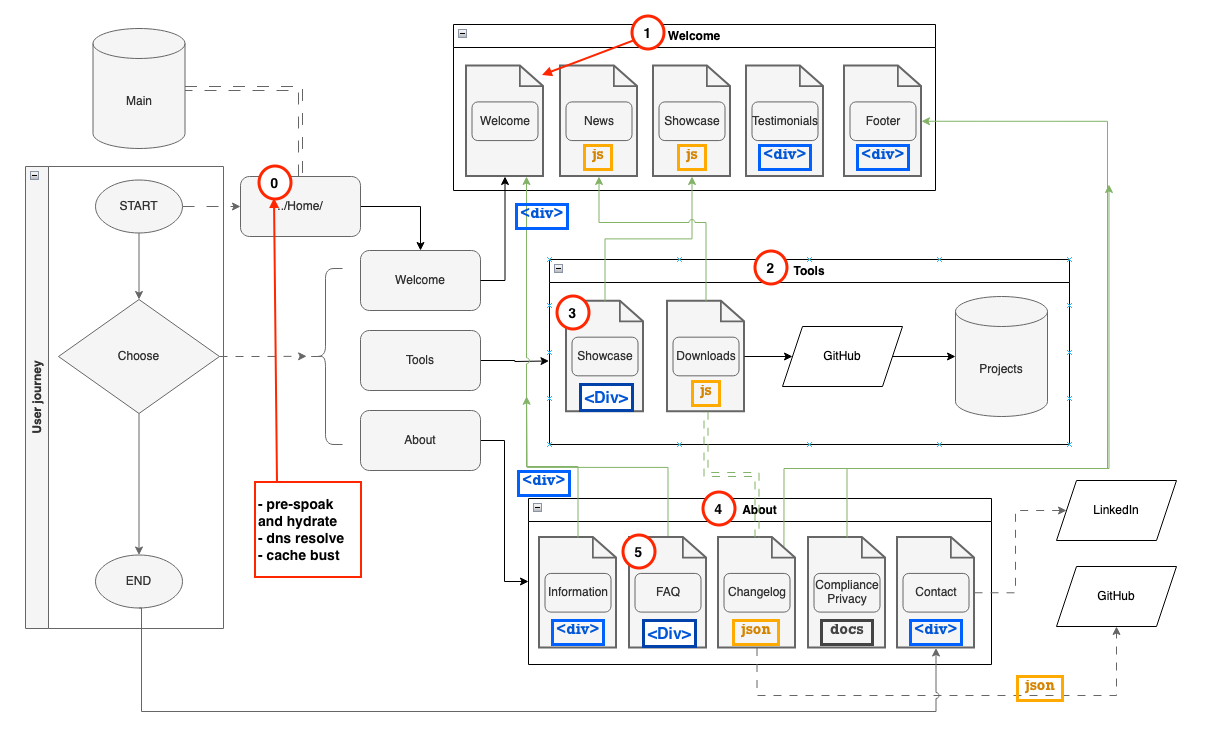 1
Welcome
Main
Welcome
News
Showcase
Testimonials
Footer
js
js
<div>
<div>
0
START
../Home/
<div>
Welcome
2
Tools
3
Choose
Tools
Showcase
Downloads
GitHub
Projects
<Div>
js
User journey
About
<div>
- pre-spoak
and hydrate
- dns resolve
- cache bust
4
About
LinkedIn
5
END
Information
FAQ
Changelog
Compliance
Privacy
Contact
GitHub
<div>
<Div>
json
docs
<div>
json